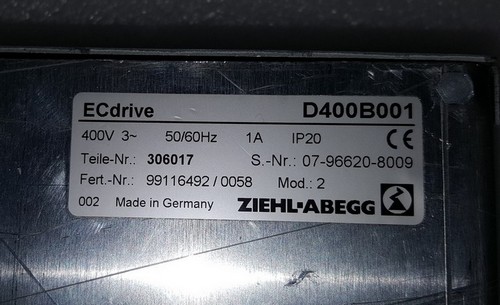 ECdrive D400B001
400V 3~ 50/60Hz 1A IP20 CE
Teile-Nr.: 306017 S.-Nr.: 07-96620-8009
Fert.-Nr.: 99116492 / 0058 Mod.: 2
002 Made in Germany ZIEHL-ABEGG